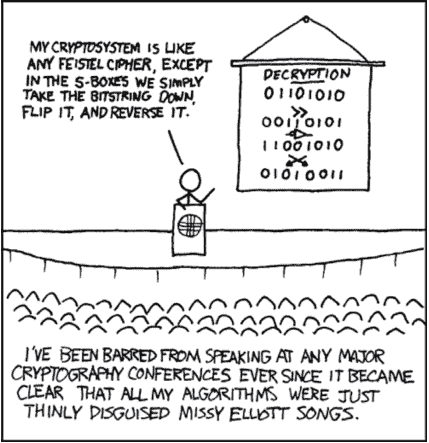 MY CRYPTOSYSTEM IS LIKE
ANY FEISTEL CIPHER, EXCEPT
IN THE S-BOXES WE SIMPLY
TAKE THE BITSTRING DOWN,
FLIP IT, AND REVERSE IT.
DECRYPTION
01101010
>>
00110101
11001010
01010011
I'VE BEEN BARRED FROM SPEAKING AT ANY MAJOR
CRYPTOGRAPHY CONFERENCES EVER SINCE IT BECAME
CLEAR THAT ALL MY ALGORITHMS WERE JUST
THINLY DISGUISED MISSY ELLIOTT SONGS.